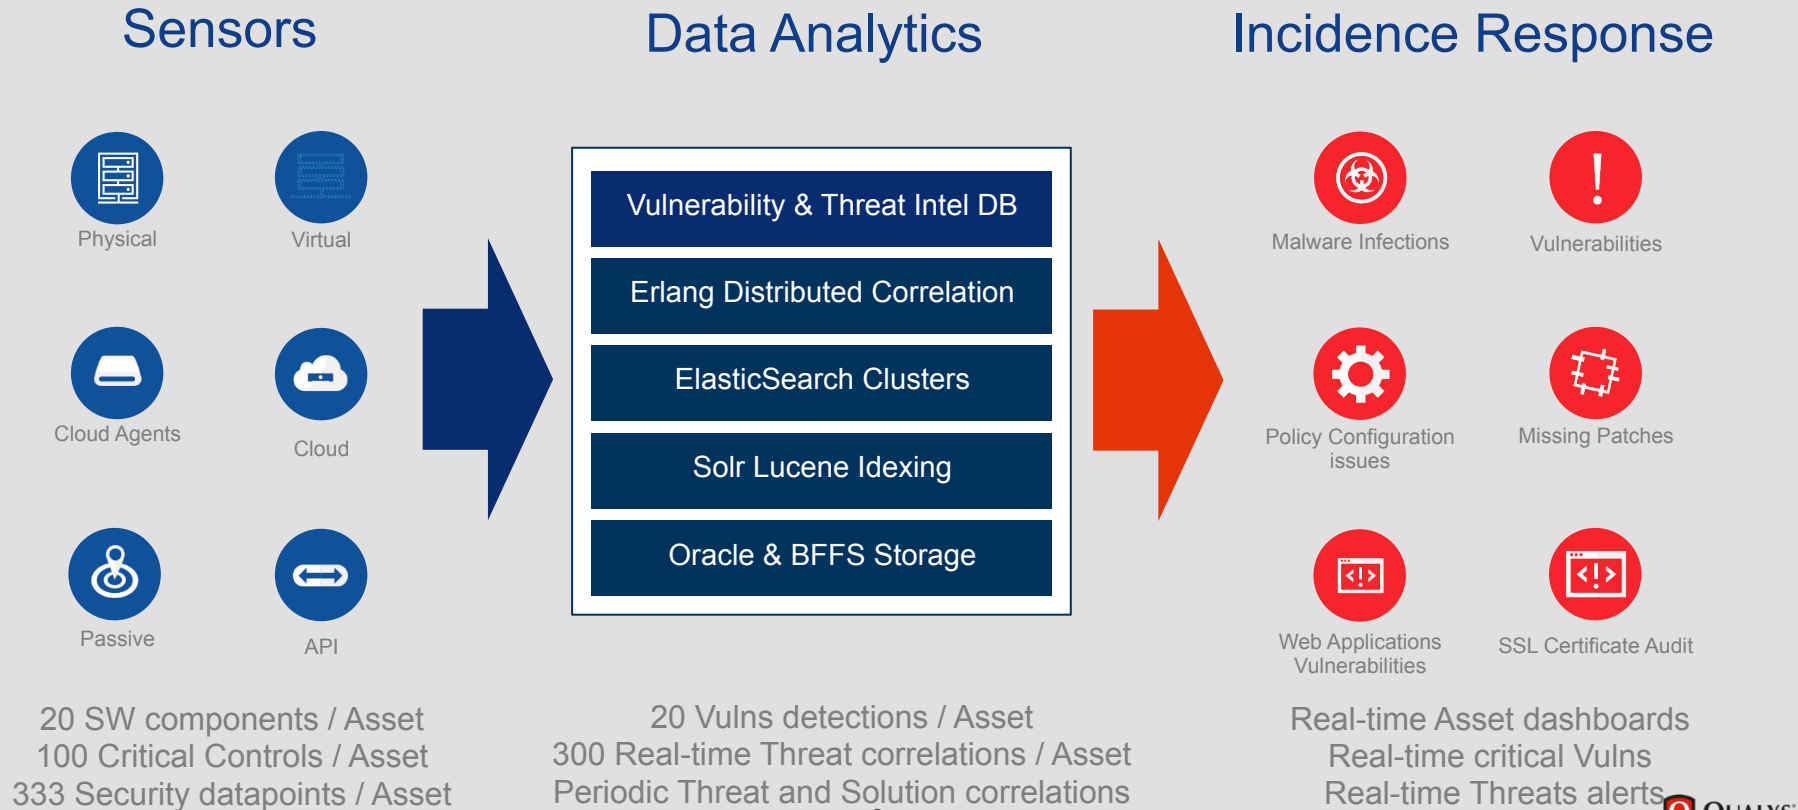 Sensors
Data Analytics
Incidence Response
Physical
Virtual
Cloud Agents
Cloud
Passive
API
20 SW components / Asset
100 Critical Controls / Asset
333 Security datapoints / Asset
Vulnerability & Threat Intel DB
Erlang Distributed Correlation
ElasticSearch Clusters
Solr Lucene Idexing
Oracle & BFFS Storage
20 Vulns detections / Asset
300 Real-time Threat correlations / Asset
Periodic Threat and Solution correlations
Malware Infections
Vulnerabilities
Policy Configuration
issues
Missing Patches
Web Applications
Vulnerabilities
SSL Certificate Audit
Real-time Asset dashboards
Real-time critical Vulns
Real-time Threats alerts
QUALYS